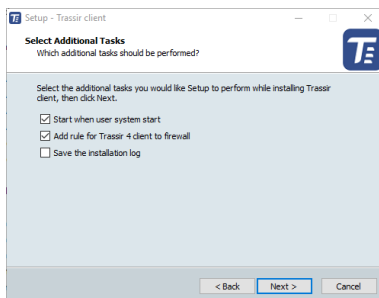 Setup - Trassir client
Select Additional Tasks
Which additional tasks should be performed?
Select the additional tasks you would like Setup to perform while installing Trassir
client, then click Next.
Start when user system start
Add rule for Trassir 4 client to firewall
Save the installation log
< Back
Next >
Cancel